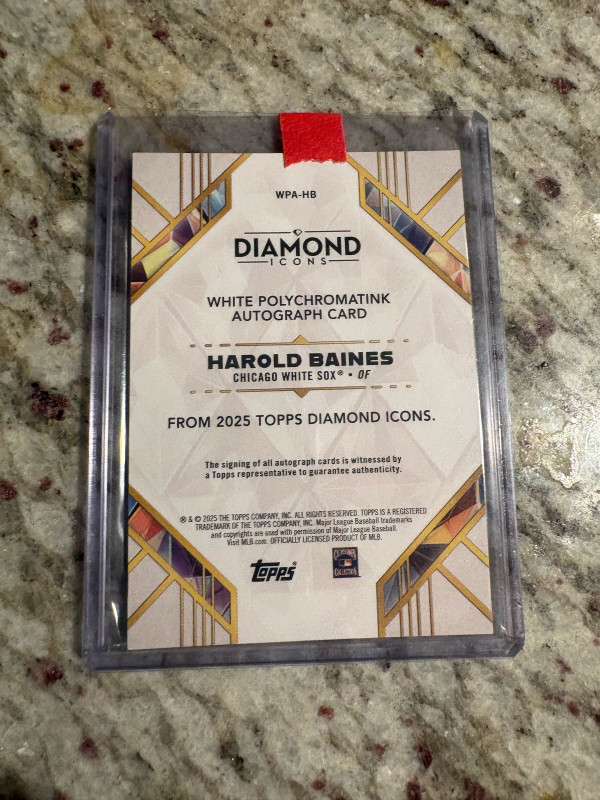 WPA-HB
DIAMOND
ICONS
WHITE POLYCHROMATINK
AUTOGRAPH CARD
HAROLD BAINES
CHICAGO WHITE SOX® • OF
FROM 2025 TOPPS DIAMOND ICONS.
The signing of all autograph cards is witnessed by
a Topps representative to guarantee authenticity.
® & © 2025 THE TOPPS COMPANY, INC. ALL RIGHTS RESERVED. TOPPS IS A REGISTERED
TRADEMARK OF THE TOPPS COMPANY, INC. Major League Baseball trademarks
and copyrights are used with permission of Major League Baseball.
Visit MLB.com. OFFICIALLY LICENSED PRODUCT OF MLB.
Topps®
COOPERSTOWN
COLLECTION